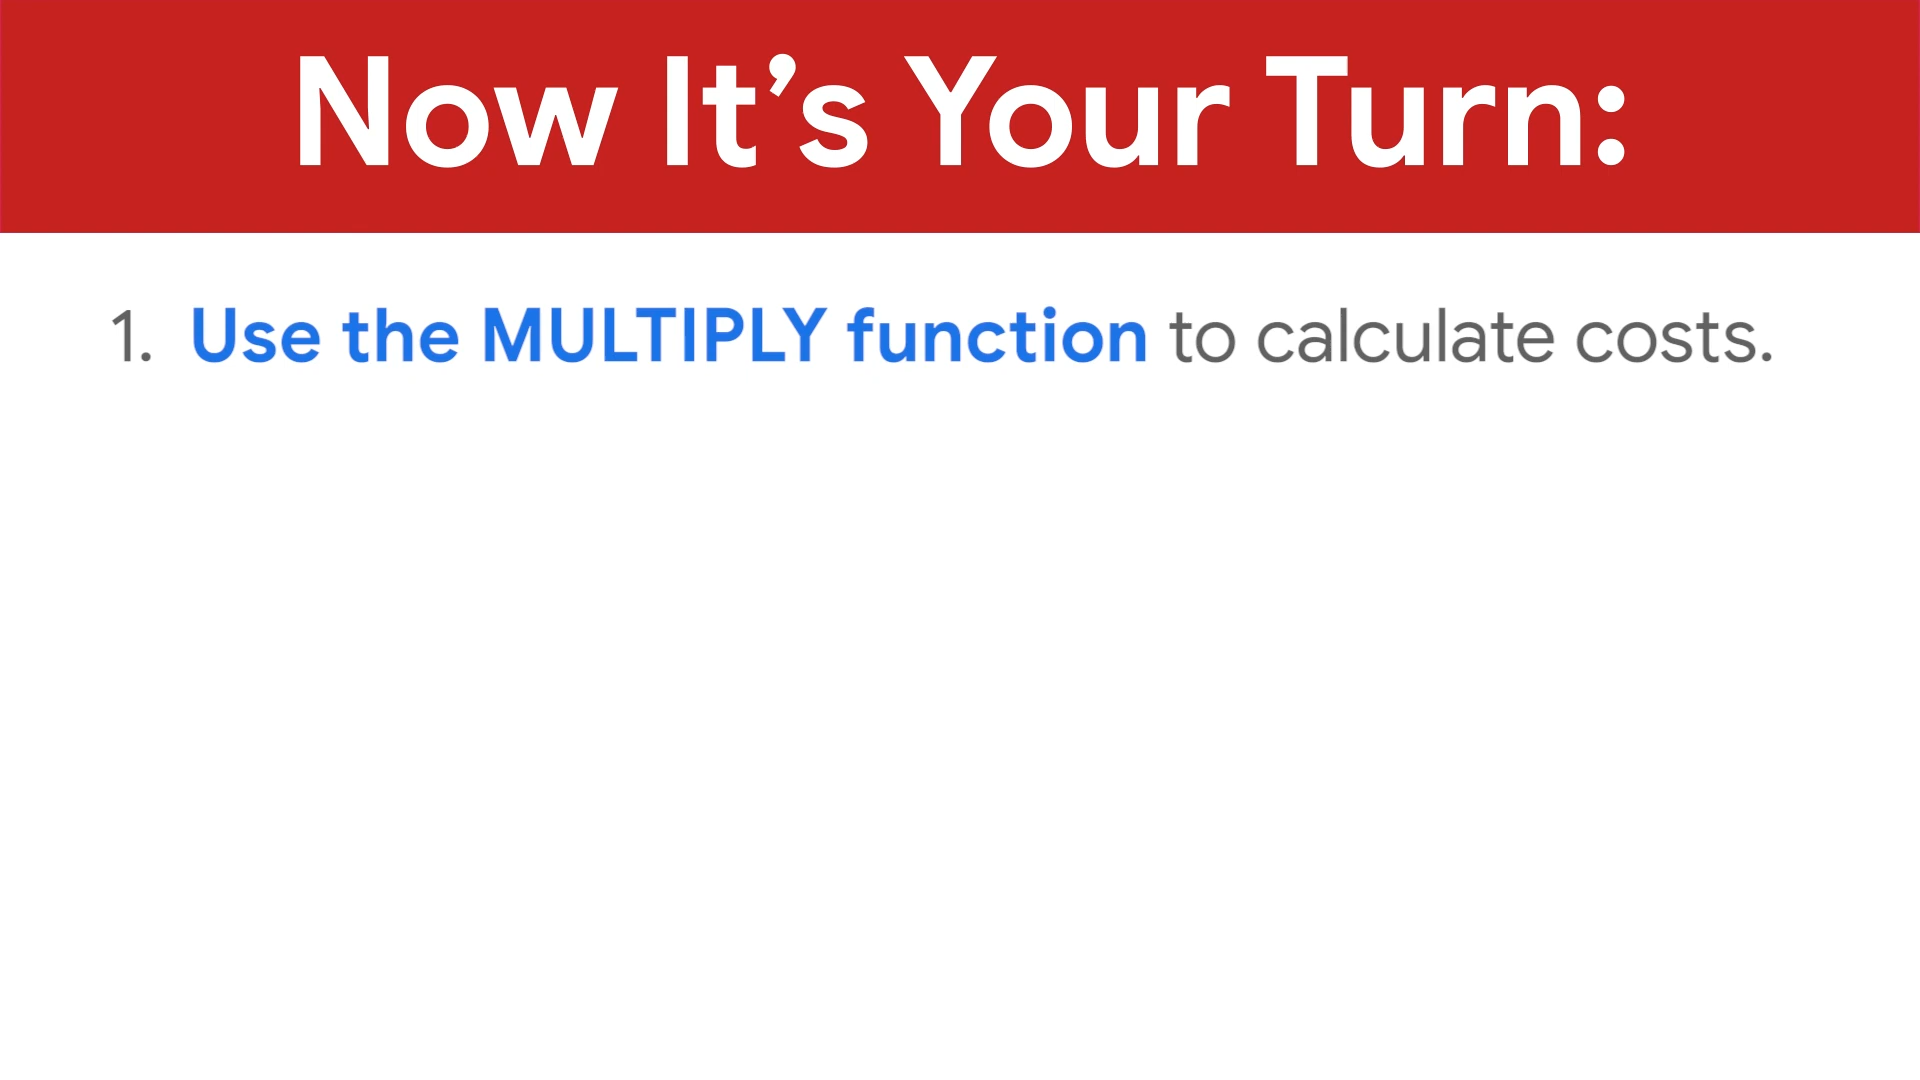 Now It’s Your Turn:
1. Use the MULTIPLY function to calculate costs.